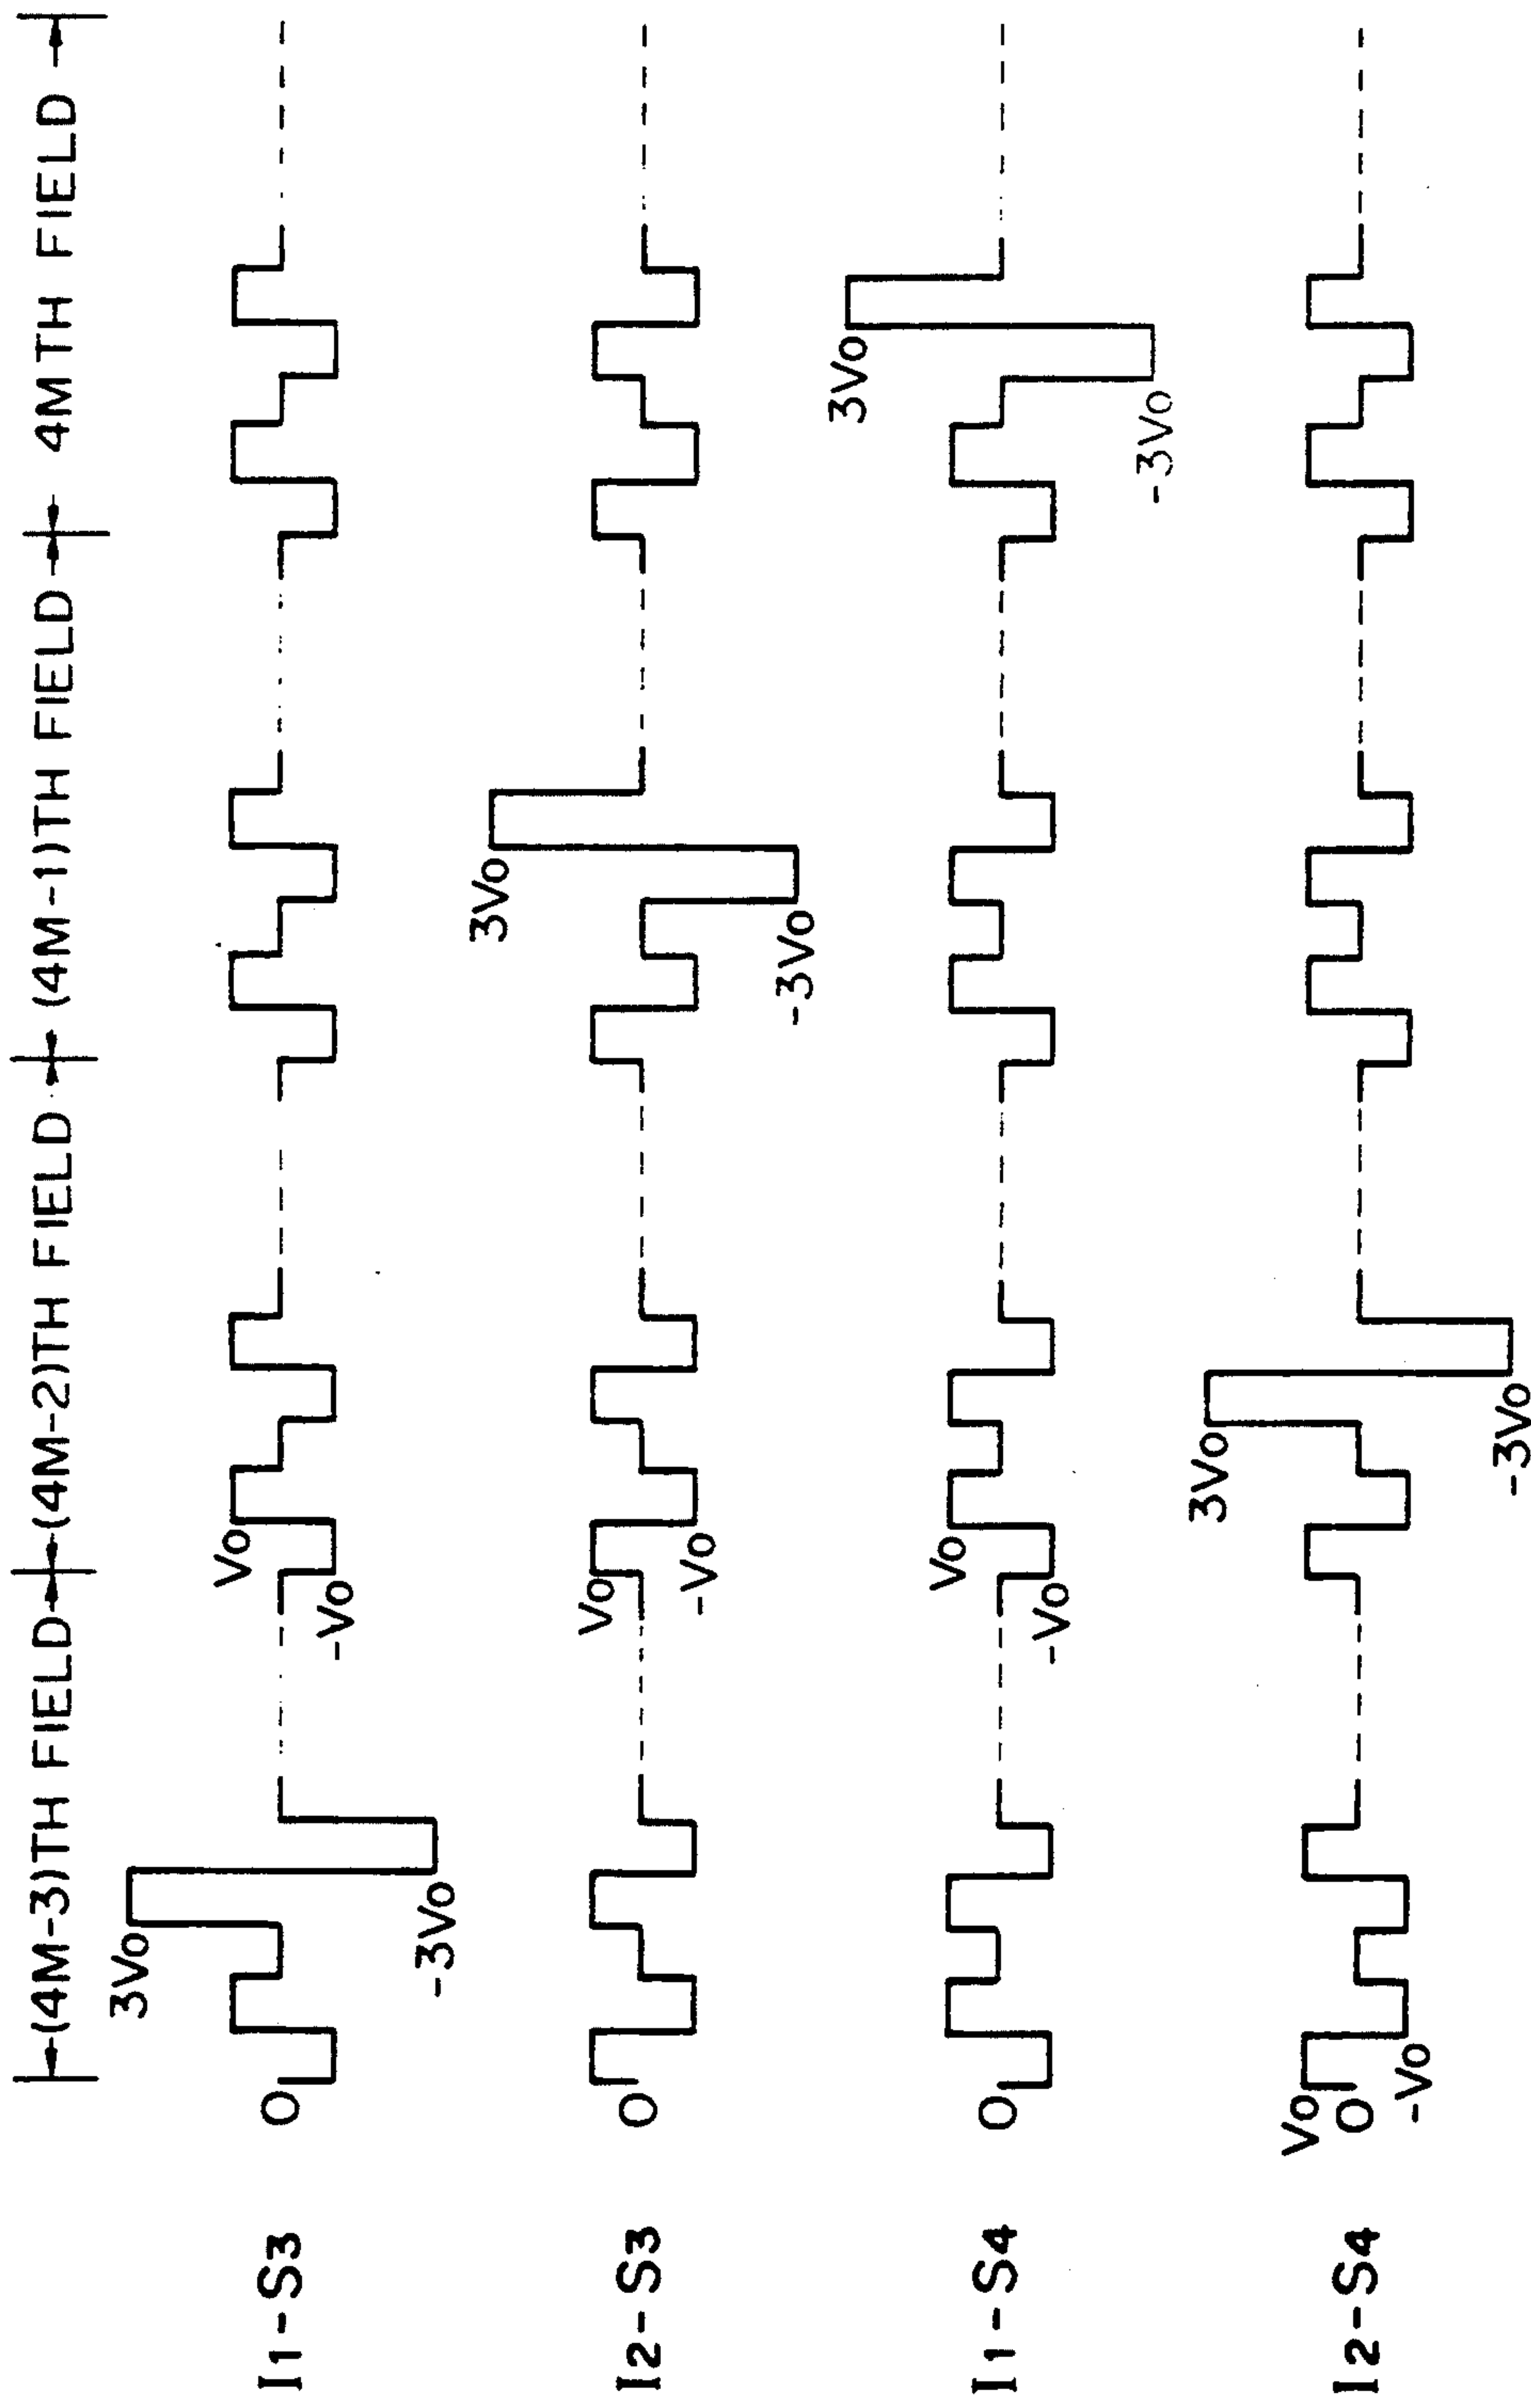 (4M-3)TH FIELD (4M-2)TH FIELD (4M-1)TH FIELD 4MTH FIELD
I1-S3
0
3Vo
-3Vo
Vo
-Vo
I2-S3
0
Vo
-Vo
3Vo
-3Vo
I1-S4
0
Vo
-Vo
3Vo
-3Vo
I2-S4
Vo
0
-Vo
3Vo
-3Vo